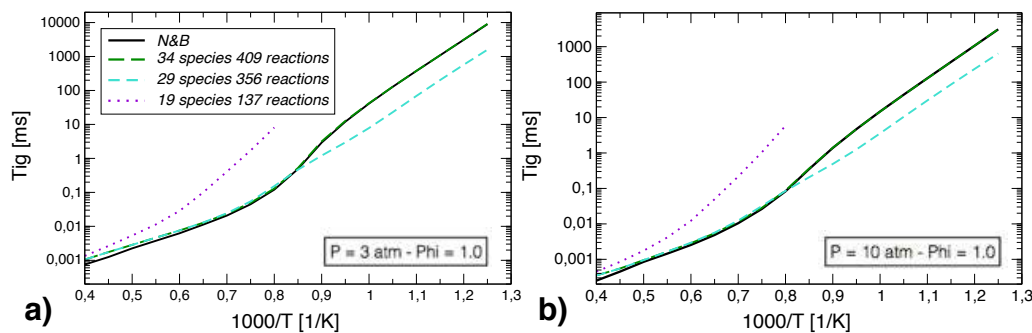 10000
1000
100
10
1
0,1
0,01
0,001
Tig [ms]
N&B
34 species 409 reactions
29 species 356 reactions
19 species 137 reactions
P = 3 atm - Phi = 1.0
0,4 0,5 0,6 0,7 0,8 0,9 1 1,1 1,2 1,3
1000/T [1/K]
a)
1000
100
10
1
0,1
0,01
0,001
Tig [ms]
P = 10 atm - Phi = 1.0
0,4 0,5 0,6 0,7 0,8 0,9 1 1,1 1,2 1,3
1000/T [1/K]
b)